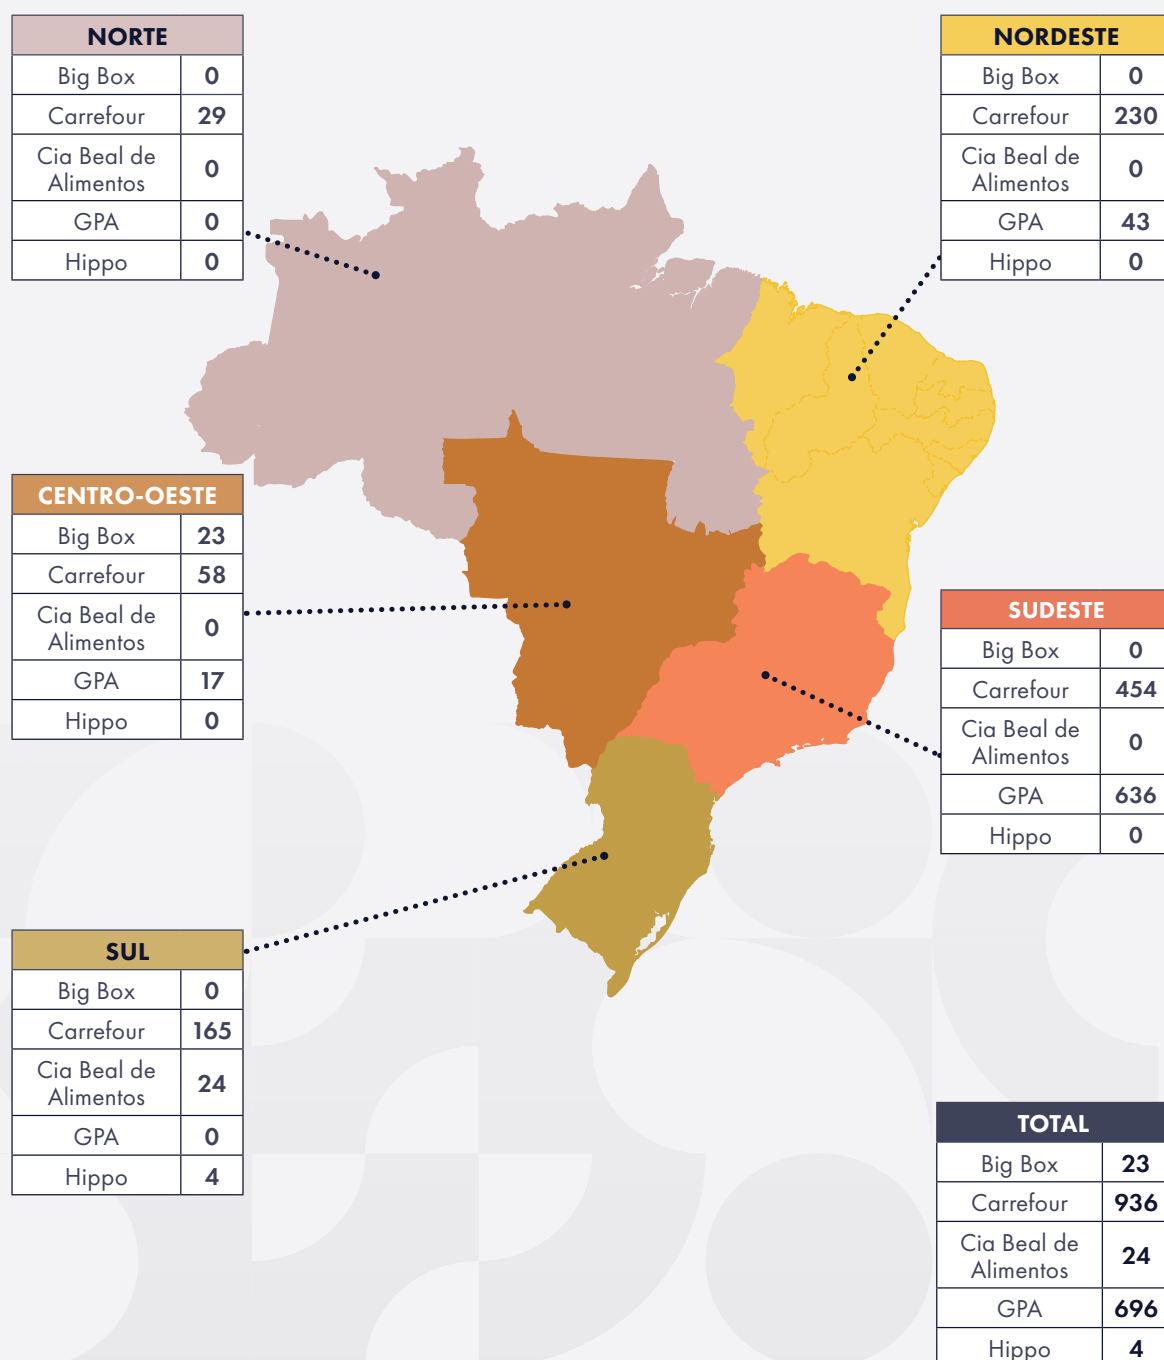 NORTE
Big Box 0
Carrefour 29
Cia Beal de
Alimentos 0
GPA 0
Hippo 0
NORDESTE
Big Box 0
Carrefour 230
Cia Beal de
Alimentos 0
GPA 43
Hippo 0
CENTRO-OESTE
Big Box 23
Carrefour 58
Cia Beal de
Alimentos 0
GPA 17
Hippo 0
SUDESTE
Big Box 0
Carrefour 454
Cia Beal de
Alimentos 0
GPA 636
Hippo 0
SUL
Big Box 0
Carrefour 165
Cia Beal de
Alimentos 24
GPA 0
Hippo 4
TOTAL
Big Box 23
Carrefour 936
Cia Beal de
Alimentos 24
GPA 696
Hippo 4